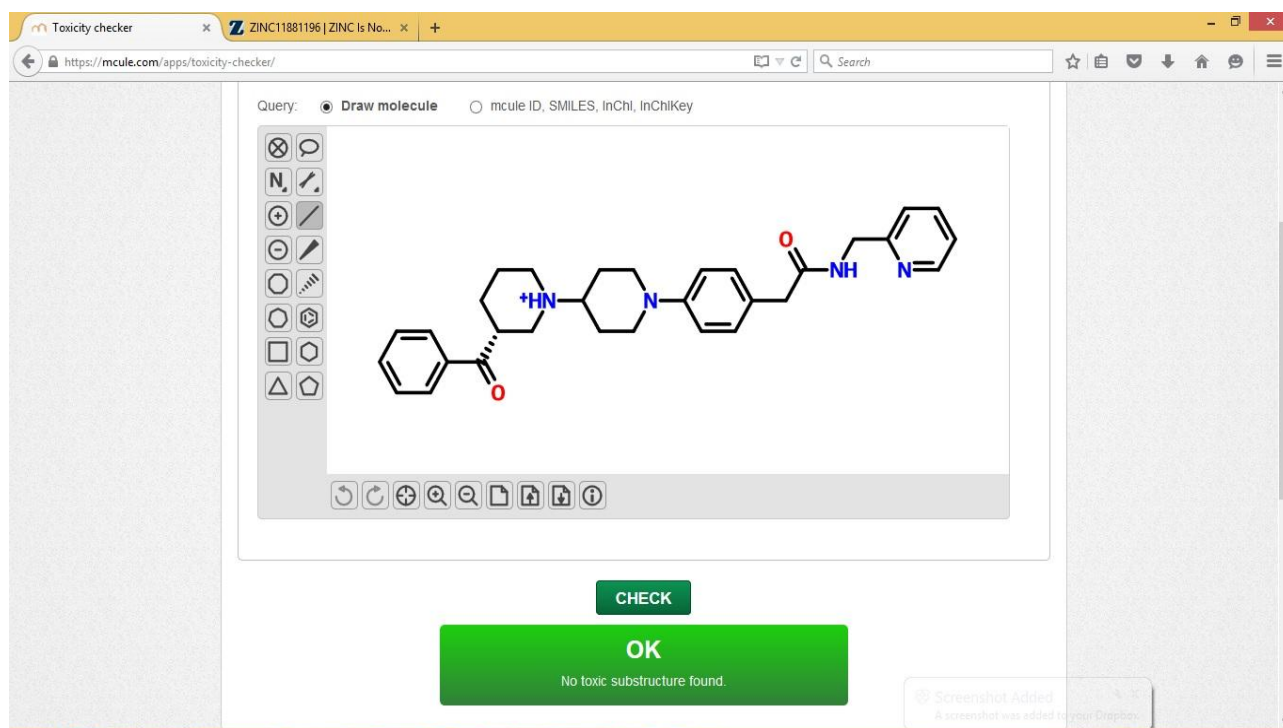 Toxicity checker × ZINC11881196 | ZINC Is No... × +
https://mcule.com/apps/toxicity-checker/ Search
Query: Draw molecule mcule ID, SMILES, InChI, InChIKey
N
O
NH
N
+HN
N
O
CHECK
OK
No toxic substructure found.
Screenshot Added
A screenshot was added to your Dropbox.